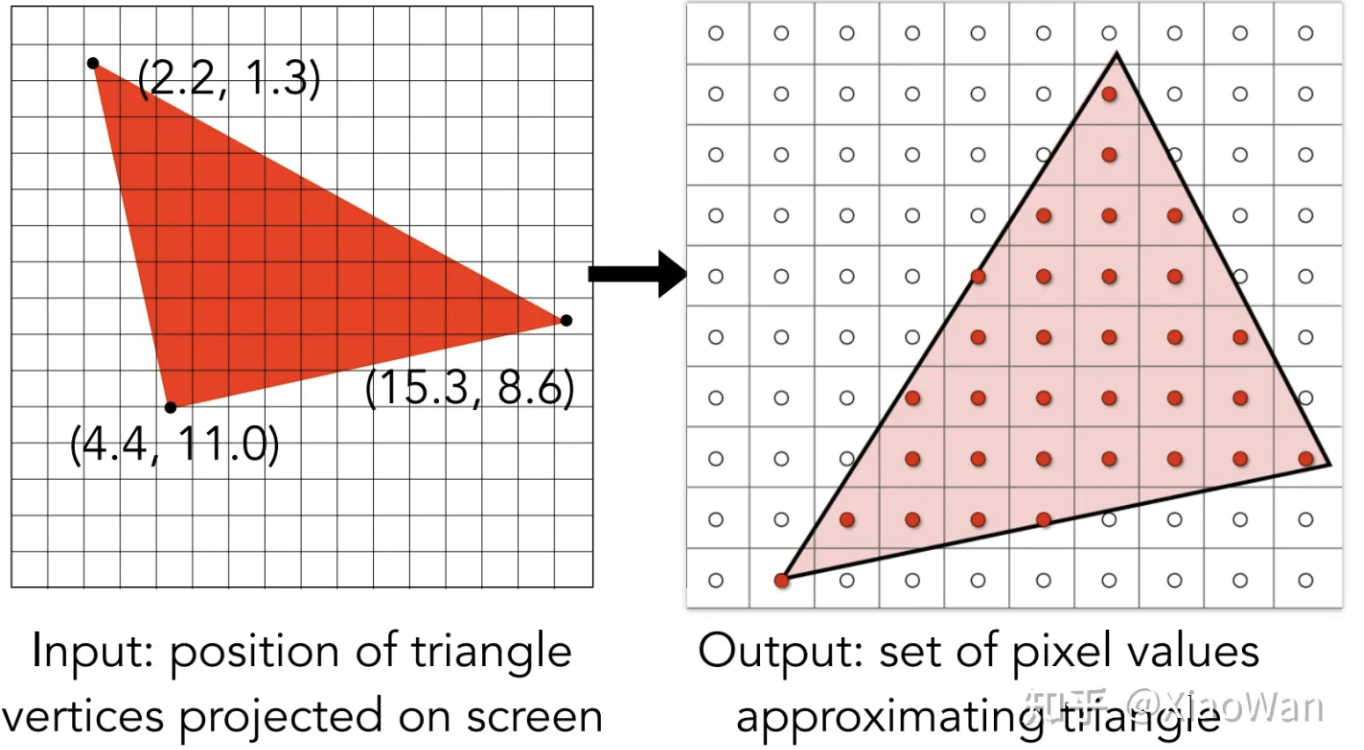 (2.2, 1.3)
(15.3, 8.6)
(4.4, 11.0)
Input: position of triangle
vertices projected on screen
Output: set of pixel values
approximating triangle
知乎 @XiaoWan